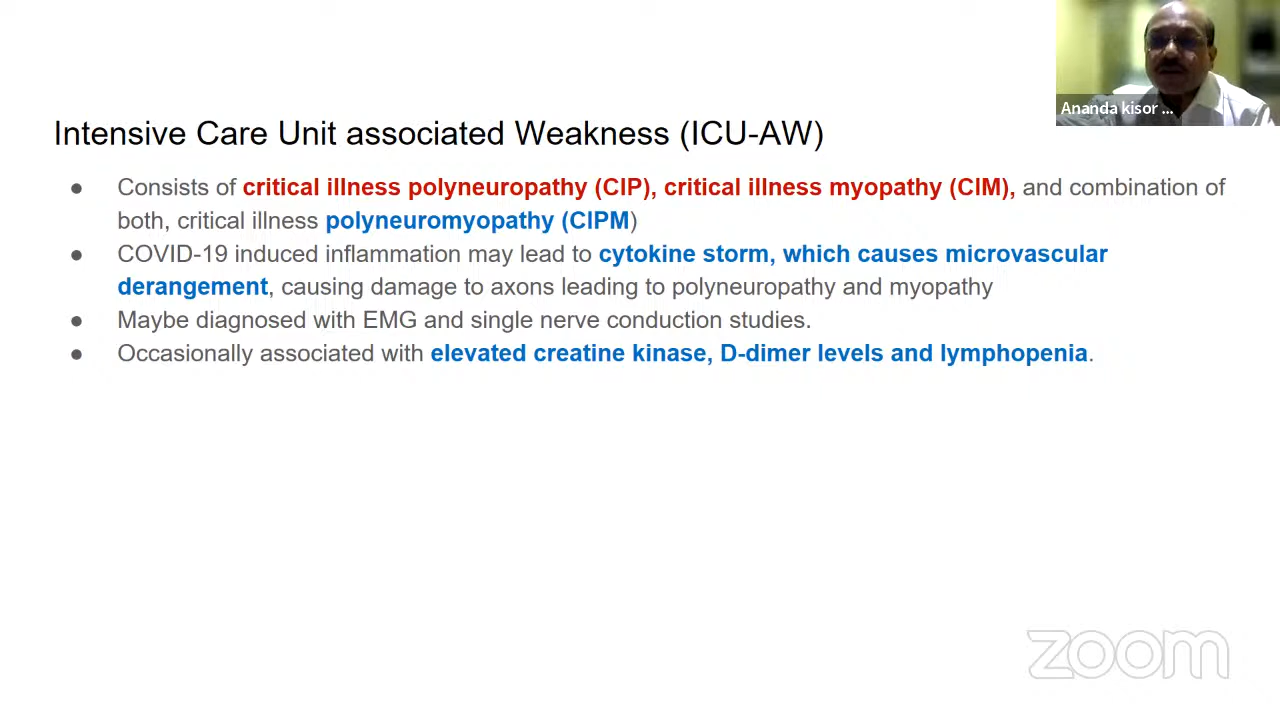 Ananda kisor ...
Intensive Care Unit associated Weakness (ICU-AW)
● Consists of critical illness polyneuropathy (CIP), critical illness myopathy (CIM), and combination of
both, critical illness polyneuromyopathy (CIPM)
● COVID-19 induced inflammation may lead to cytokine storm, which causes microvascular
derangement, causing damage to axons leading to polyneuropathy and myopathy
● Maybe diagnosed with EMG and single nerve conduction studies.
● Occasionally associated with elevated creatine kinase, D-dimer levels and lymphopenia.
zoom